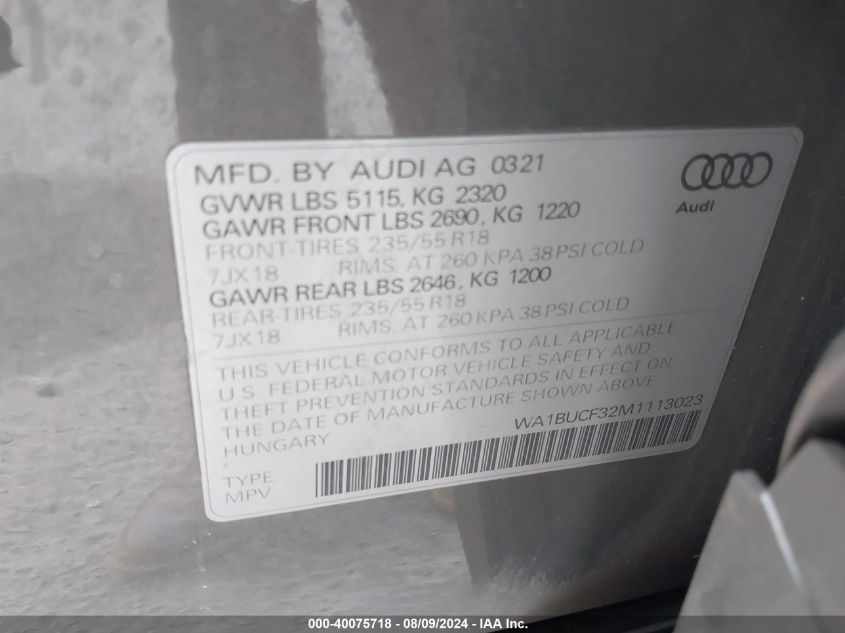 MFD. BY AUDI AG 0321
GVWR LBS 5115, KG 2320
GAWR FRONT LBS 2690, KG 1220
FRONT-TIRES 235/55 R18
7JX18 RIMS, AT 260 KPA 38 PSI COLD
GAWR REAR LBS 2646, KG 1200
REAR-TIRES 235/55 R18
7JX18 RIMS, AT 260 KPA 38 PSI COLD
THIS VEHICLE CONFORMS TO ALL APPLICABLE
U.S. FEDERAL MOTOR VEHICLE SAFETY AND
THEFT PREVENTION STANDARDS IN EFFECT ON
THE DATE OF MANUFACTURE SHOWN ABOVE
HUNGARY
WA1BUCF32M1113023
TYPE
MPV
Audi
000-40075718 - 08/09/2024 - IAA Inc.